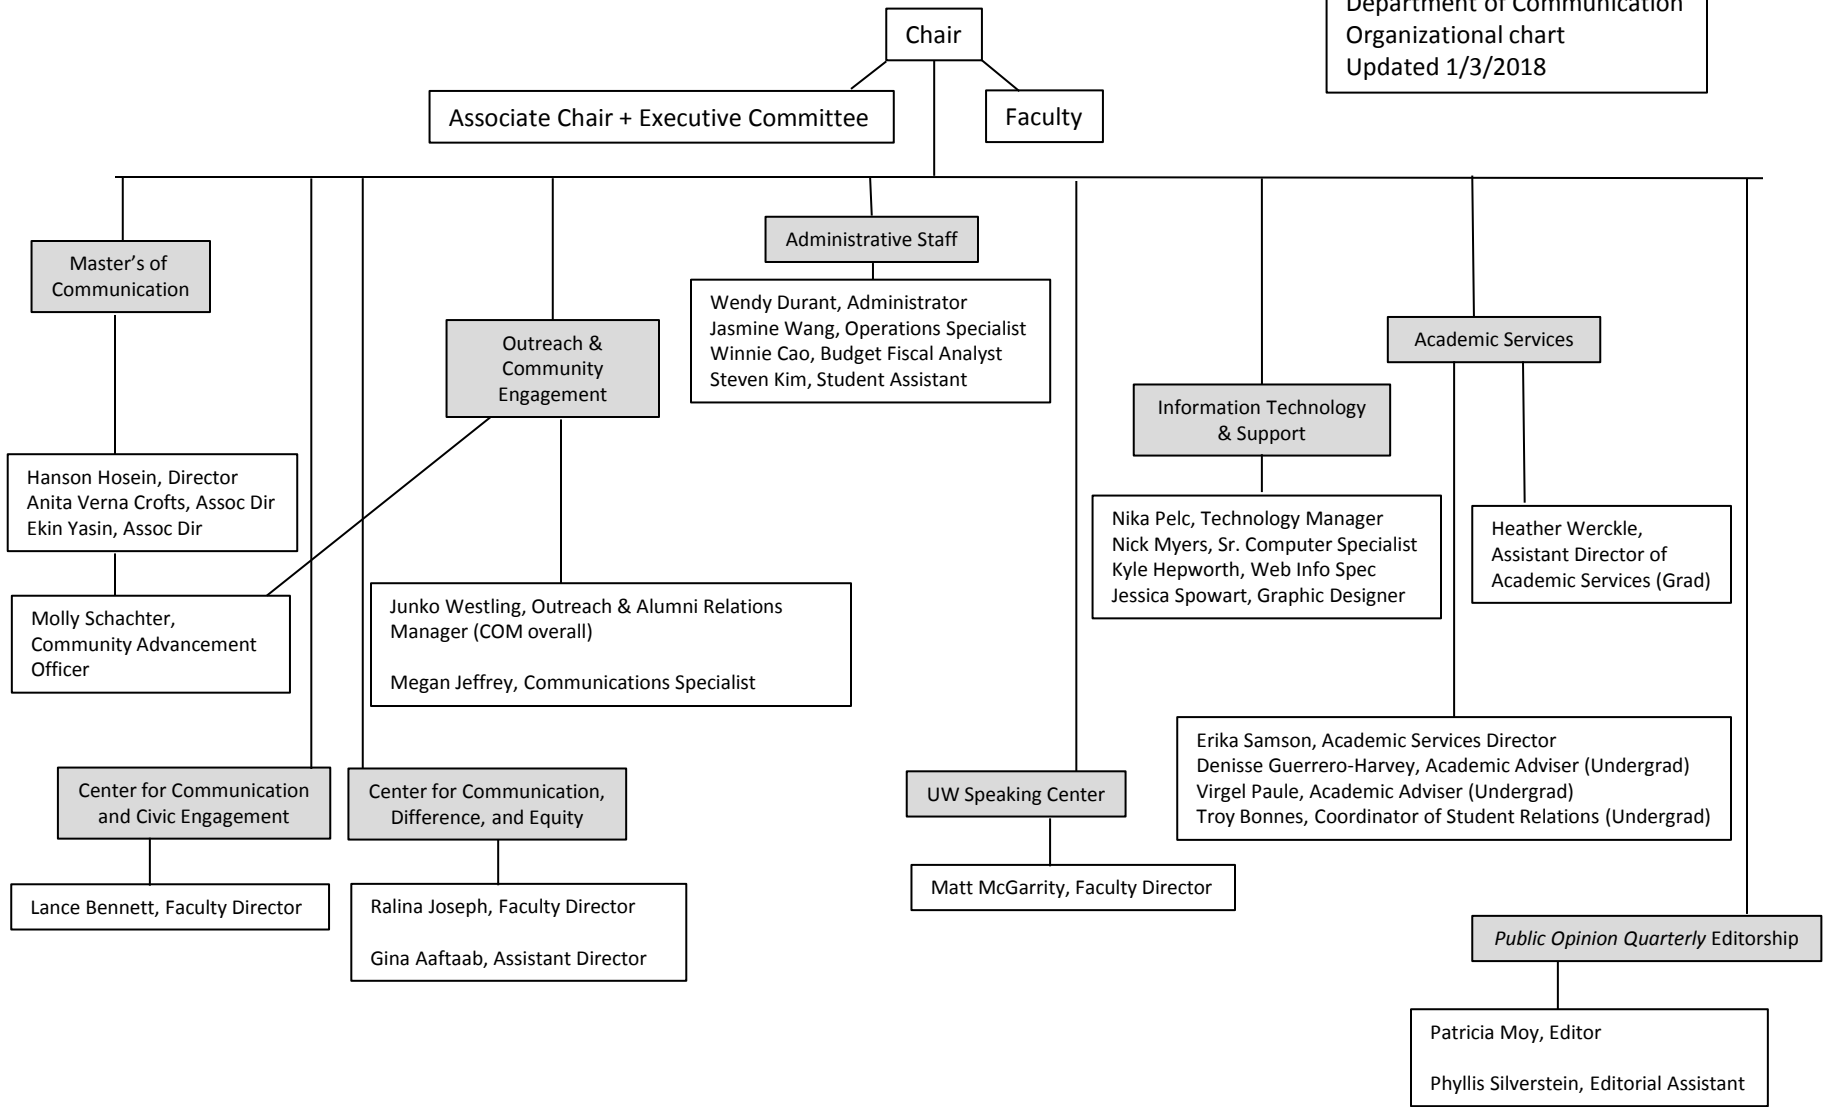 Department of Communication
Organizational chart
Updated 1/3/2018
Chair
Associate Chair + Executive Committee
Faculty
Master’s of
Communication
Hanson Hosein, Director
Anita Verna Crofts, Assoc Dir
Ekin Yasin, Assoc Dir
Molly Schachter,
Community Advancement
Officer
Outreach &
Community
Engagement
Junko Westling, Outreach & Alumni Relations
Manager (COM overall)
Megan Jeffrey, Communications Specialist
Administrative Staff
Wendy Durant, Administrator
Jasmine Wang, Operations Specialist
Winnie Cao, Budget Fiscal Analyst
Steven Kim, Student Assistant
Information Technology
& Support
Nika Pelc, Technology Manager
Nick Myers, Sr. Computer Specialist
Kyle Hepworth, Web Info Spec
Jessica Spowart, Graphic Designer
Academic Services
Heather Werckle,
Assistant Director of
Academic Services (Grad)
Erika Samson, Academic Services Director
Denisse Guerrero-Harvey, Academic Adviser (Undergrad)
Virgel Paule, Academic Adviser (Undergrad)
Troy Bonnes, Coordinator of Student Relations (Undergrad)
Center for Communication
and Civic Engagement
Lance Bennett, Faculty Director
Center for Communication,
Difference, and Equity
Ralina Joseph, Faculty Director
Gina Aaftaab, Assistant Director
UW Speaking Center
Matt McGarrity, Faculty Director
Public Opinion Quarterly Editorship
Patricia Moy, Editor
Phyllis Silverstein, Editorial Assistant